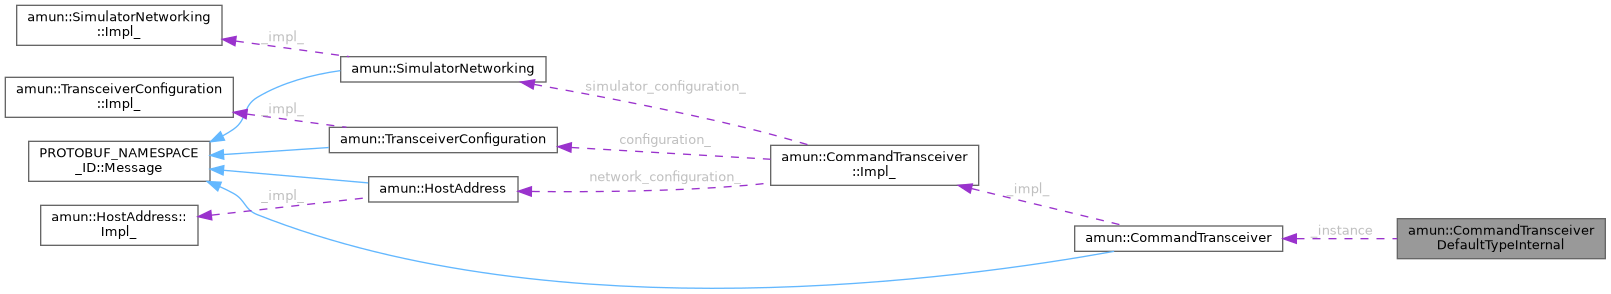 amun::SimulatorNetworking
::Impl_
_impl_
amun::SimulatorNetworking
amun::TransceiverConfiguration
::Impl_
simulator_configuration_
_impl_
amun::TransceiverConfiguration
configuration_
PROTOBUF_NAMESPACE
_ID::Message
amun::CommandTransceiver
::Impl_
amun::HostAddress
network_configuration_
_impl_
_impl_
amun::HostAddress::
Impl_
amun::CommandTransceiver
_instance
amun::CommandTransceiver
DefaultTypeInternal